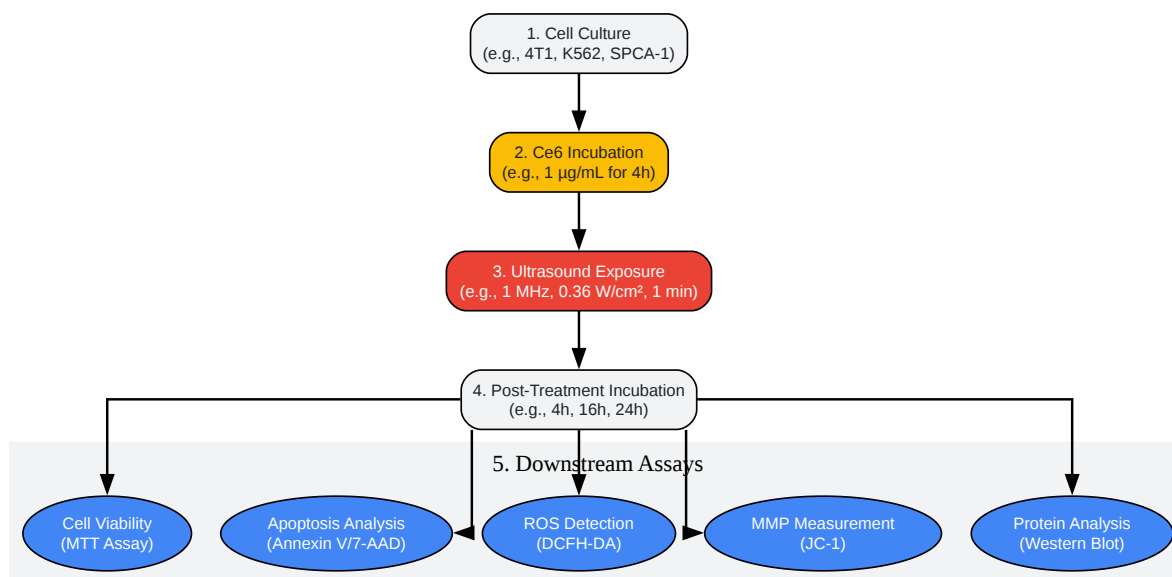 1. Cell Culture
(e.g., 4T1, K562, SPCA-1)
2. Ce6 Incubation
(e.g., 1 µg/mL for 4h)
3. Ultrasound Exposure
(e.g., 1 MHz, 0.36 W/cm², 1 min)
4. Post-Treatment Incubation
(e.g., 4h, 16h, 24h)
5. Downstream Assays
Cell Viability
(MTT Assay)
Apoptosis Analysis
(Annexin V/7-AAD)
ROS Detection
(DCFH-DA)
MMP Measurement
(JC-1)
Protein Analysis
(Western Blot)